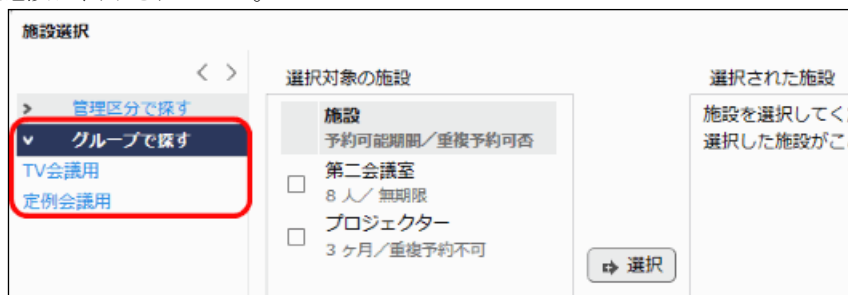 施設選択
< >
選択対象の施設
選択された施設
> 管理区分で探す
v グループで探す
TV会議用
定例会議用
施設
予約可能期間／重複予約可否
第二会議室
8 人／ 無期限
プロジェクター
3 ヶ月／重複予約不可
選択
施設を選択してく
選択した施設がこ